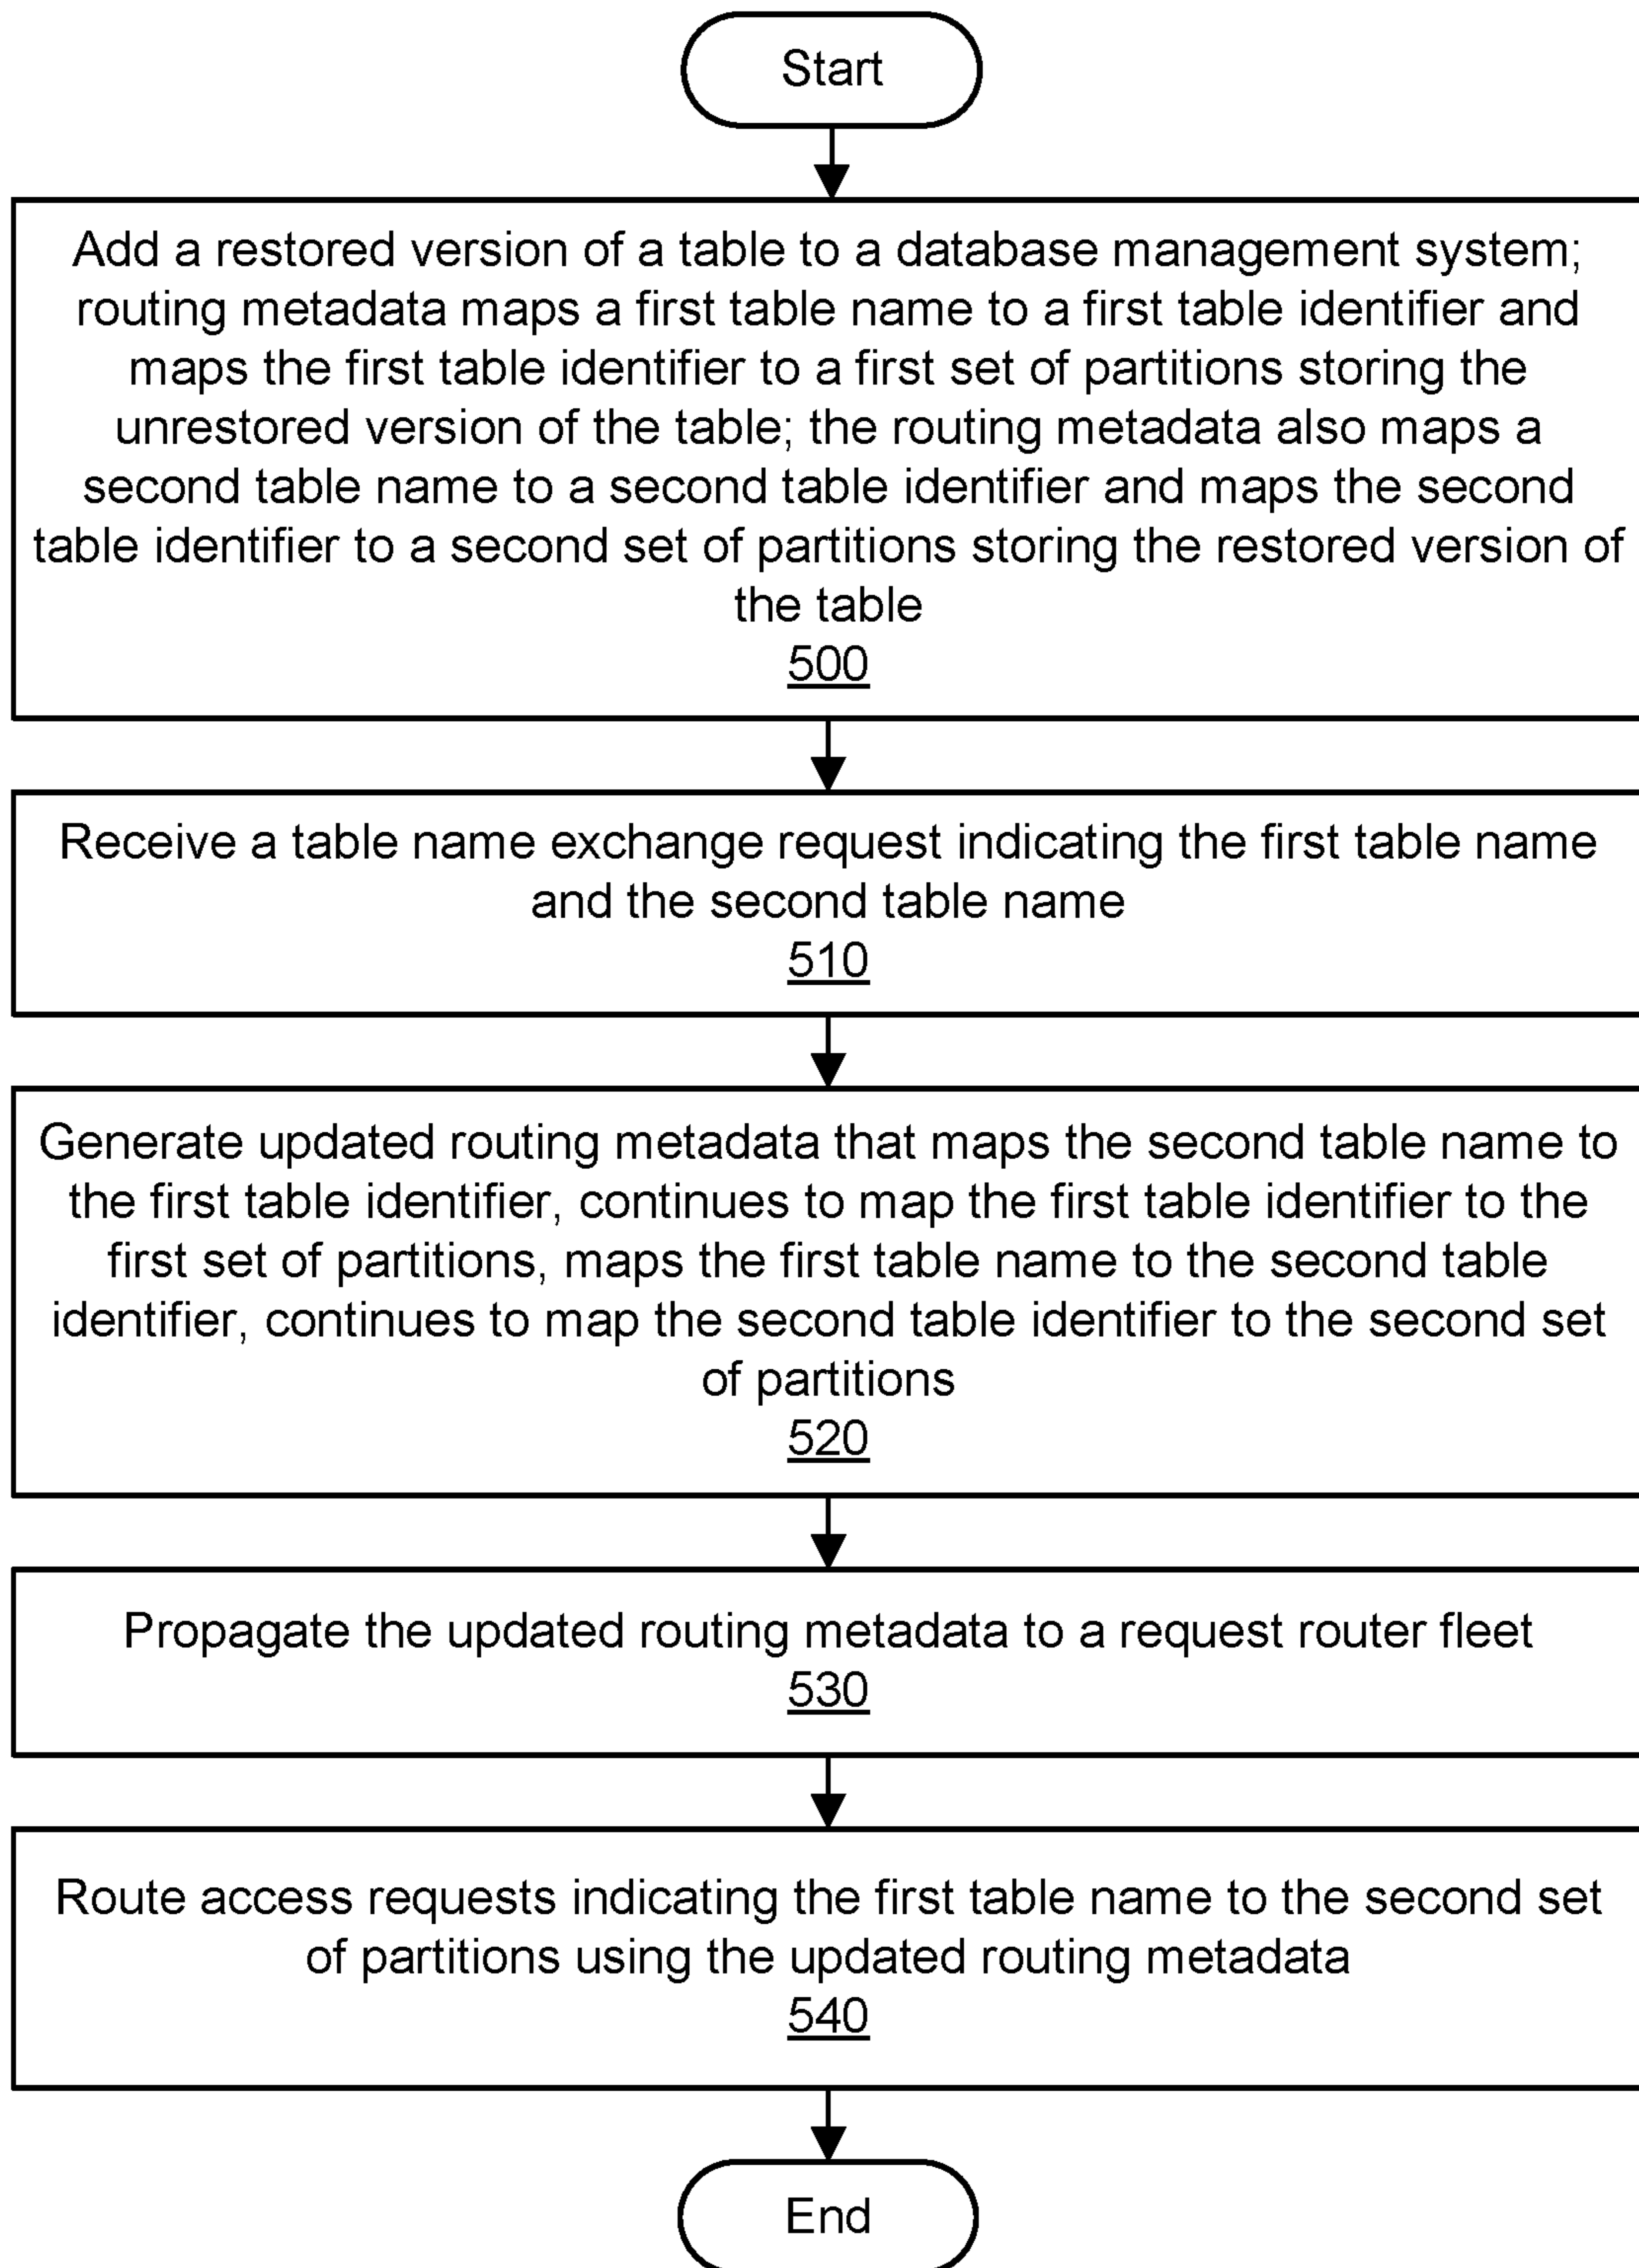 Start
Add a restored version of a table to a database management system;
routing metadata maps a first table name to a first table identifier and
maps the first table identifier to a first set of partitions storing the
unrestored version of the table; the routing metadata also maps a
second table name to a second table identifier and maps the second
table identifier to a second set of partitions storing the restored version of
the table
500
Receive a table name exchange request indicating the first table name
and the second table name
510
Generate updated routing metadata that maps the second table name to
the first table identifier, continues to map the first table identifier to the
first set of partitions, maps the first table name to the second table
identifier, continues to map the second table identifier to the second set
of partitions
520
Propagate the updated routing metadata to a request router fleet
530
Route access requests indicating the first table name to the second set
of partitions using the updated routing metadata
540
End